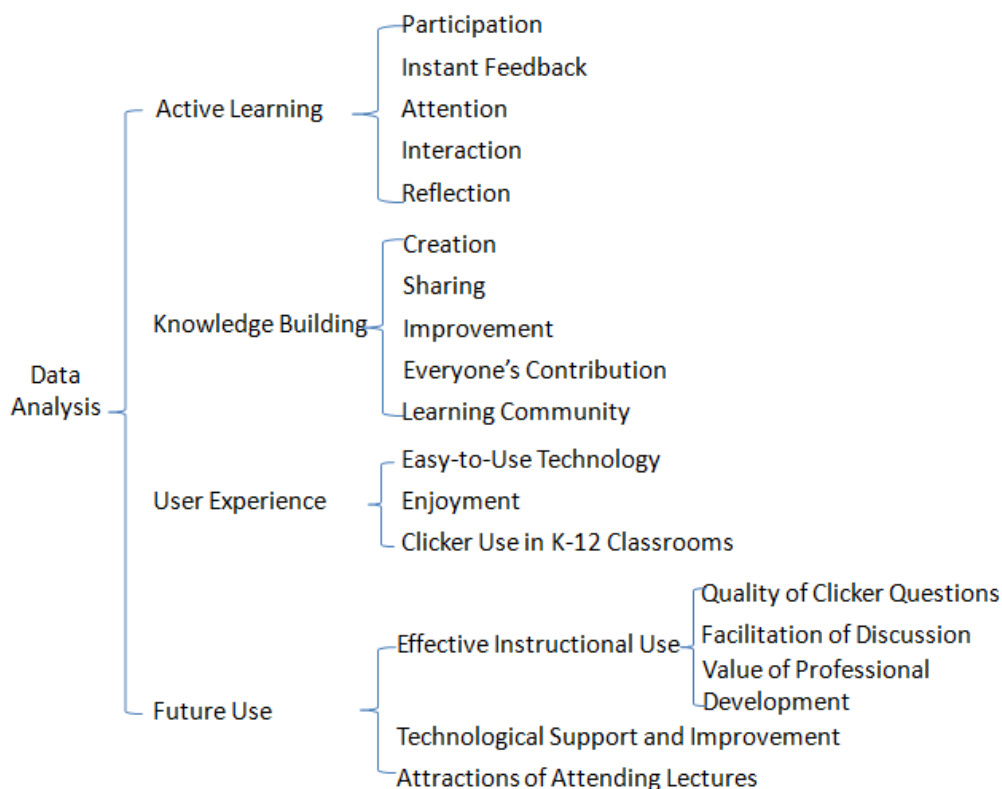 Participation
Instant Feedback
Active Learning
Attention
Interaction
Reflection
Creation
Sharing
Knowledge Building
Improvement
Everyone’s Contribution
Learning Community
Data
Analysis
Easy-to-Use Technology
User Experience
Enjoyment
Clicker Use in K-12 Classrooms
Quality of Clicker Questions
Effective Instructional Use
Facilitation of Discussion
Value of Professional
Development
Future Use
Technological Support and Improvement
Attractions of Attending Lectures